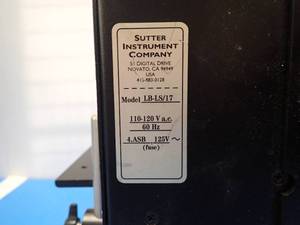 SUTTER
INSTRUMENT
COMPANY
51 DIGITAL DRIVE
NOVATO, CA 94949
USA
415-883-0128
Model LB-LS/17
110-120 V a.c.
60 Hz
4.ASB 125V ~
(fuse)